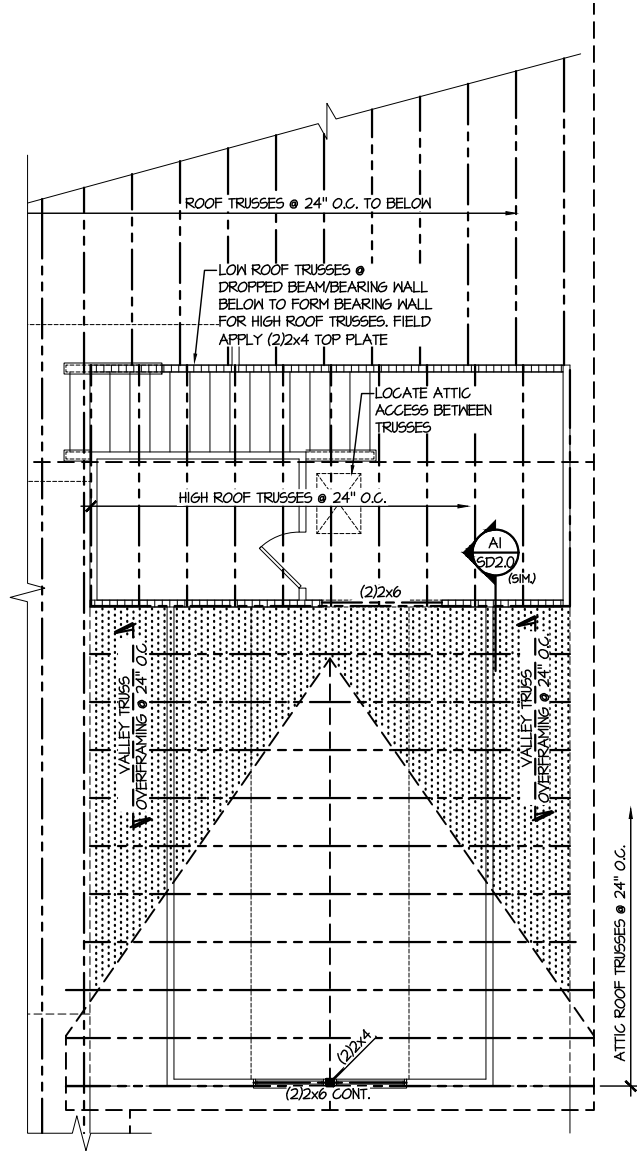 ROOF TRUSSES @ 24" O.C. TO BELOW
LOW ROOF TRUSSES @
DROPPED BEAM/BEARING WALL
BELOW TO FORM BEARING WALL
FOR HIGH ROOF TRUSSES. FIELD
APPLY (2)2x4 TOP PLATE
LOCATE ATTIC
ACCESS BETWEEN
TRUSSES
HIGH ROOF TRUSSES @ 24" O.C.
A1
SD2.0
(SIM.)
(2)2x6
VALLEY TRUSS
OVERFRAMING @ 24" O.C.
VALLEY TRUSS
OVERFRAMING @ 24" O.C.
ATTIC ROOF TRUSSES @ 24" O.C.
(2)2x4
(2)2x6 CONT.